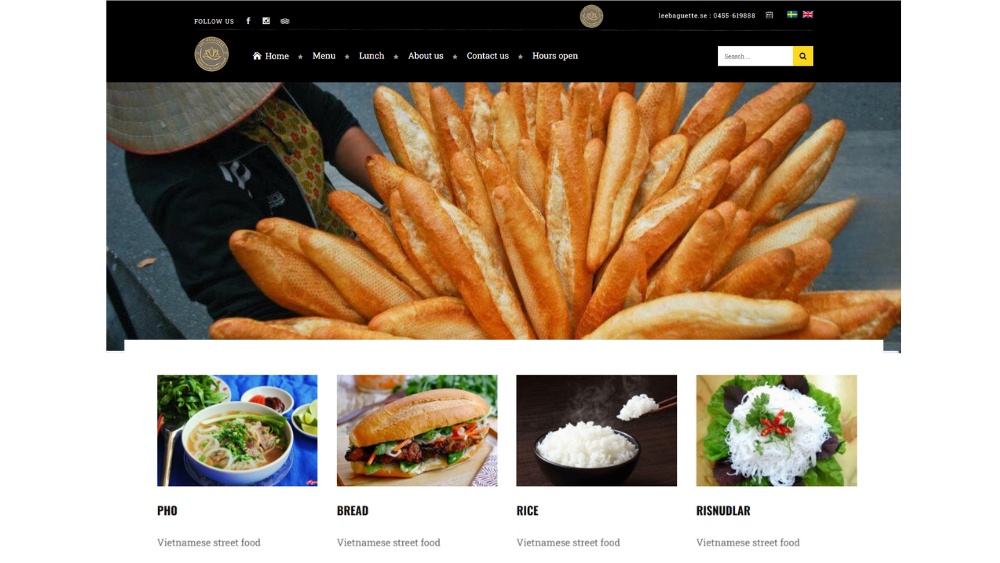 FOLLOW US
leebaguette.se : 0455-619888
Home
Menu
Lunch
About us
Contact us
Hours open
Search ...
PHO
BREAD
RICE
RISNUDLAR
Vietnamese street food
Vietnamese street food
Vietnamese street food
Vietnamese street food